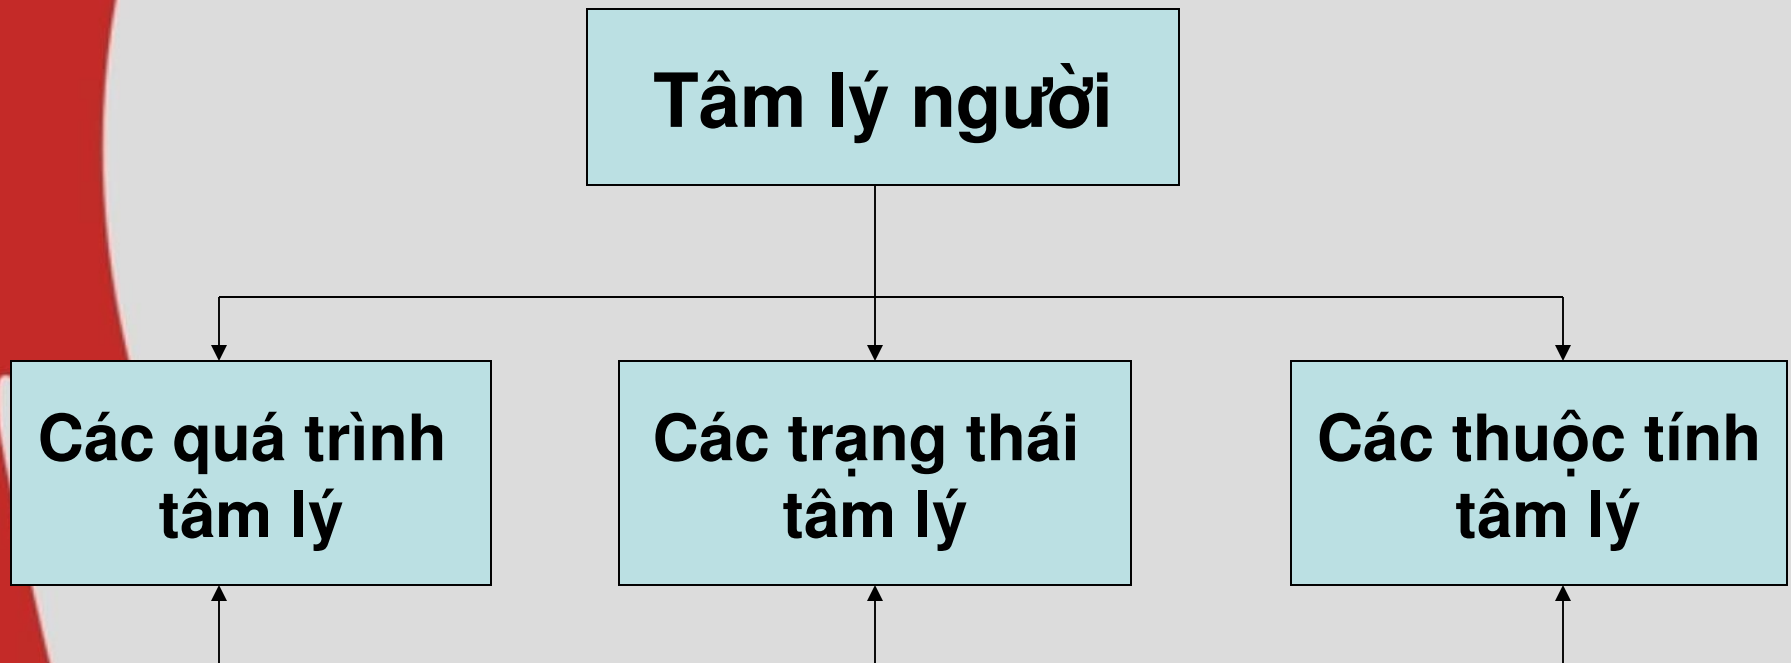 Tâm lý người
Các quá trình
tâm lý
Các trạng thái
tâm lý
Các thuộc tính
tâm lý